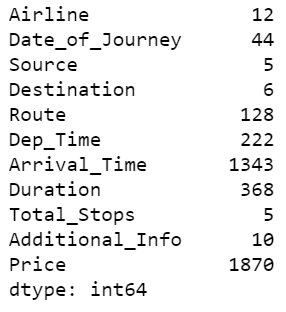 Airline 12
Date_of_Journey 44
Source 5
Destination 6
Route 128
Dep_Time 222
Arrival_Time 1343
Duration 368
Total_Stops 5
Additional_Info 10
Price 1870
dtype: int64